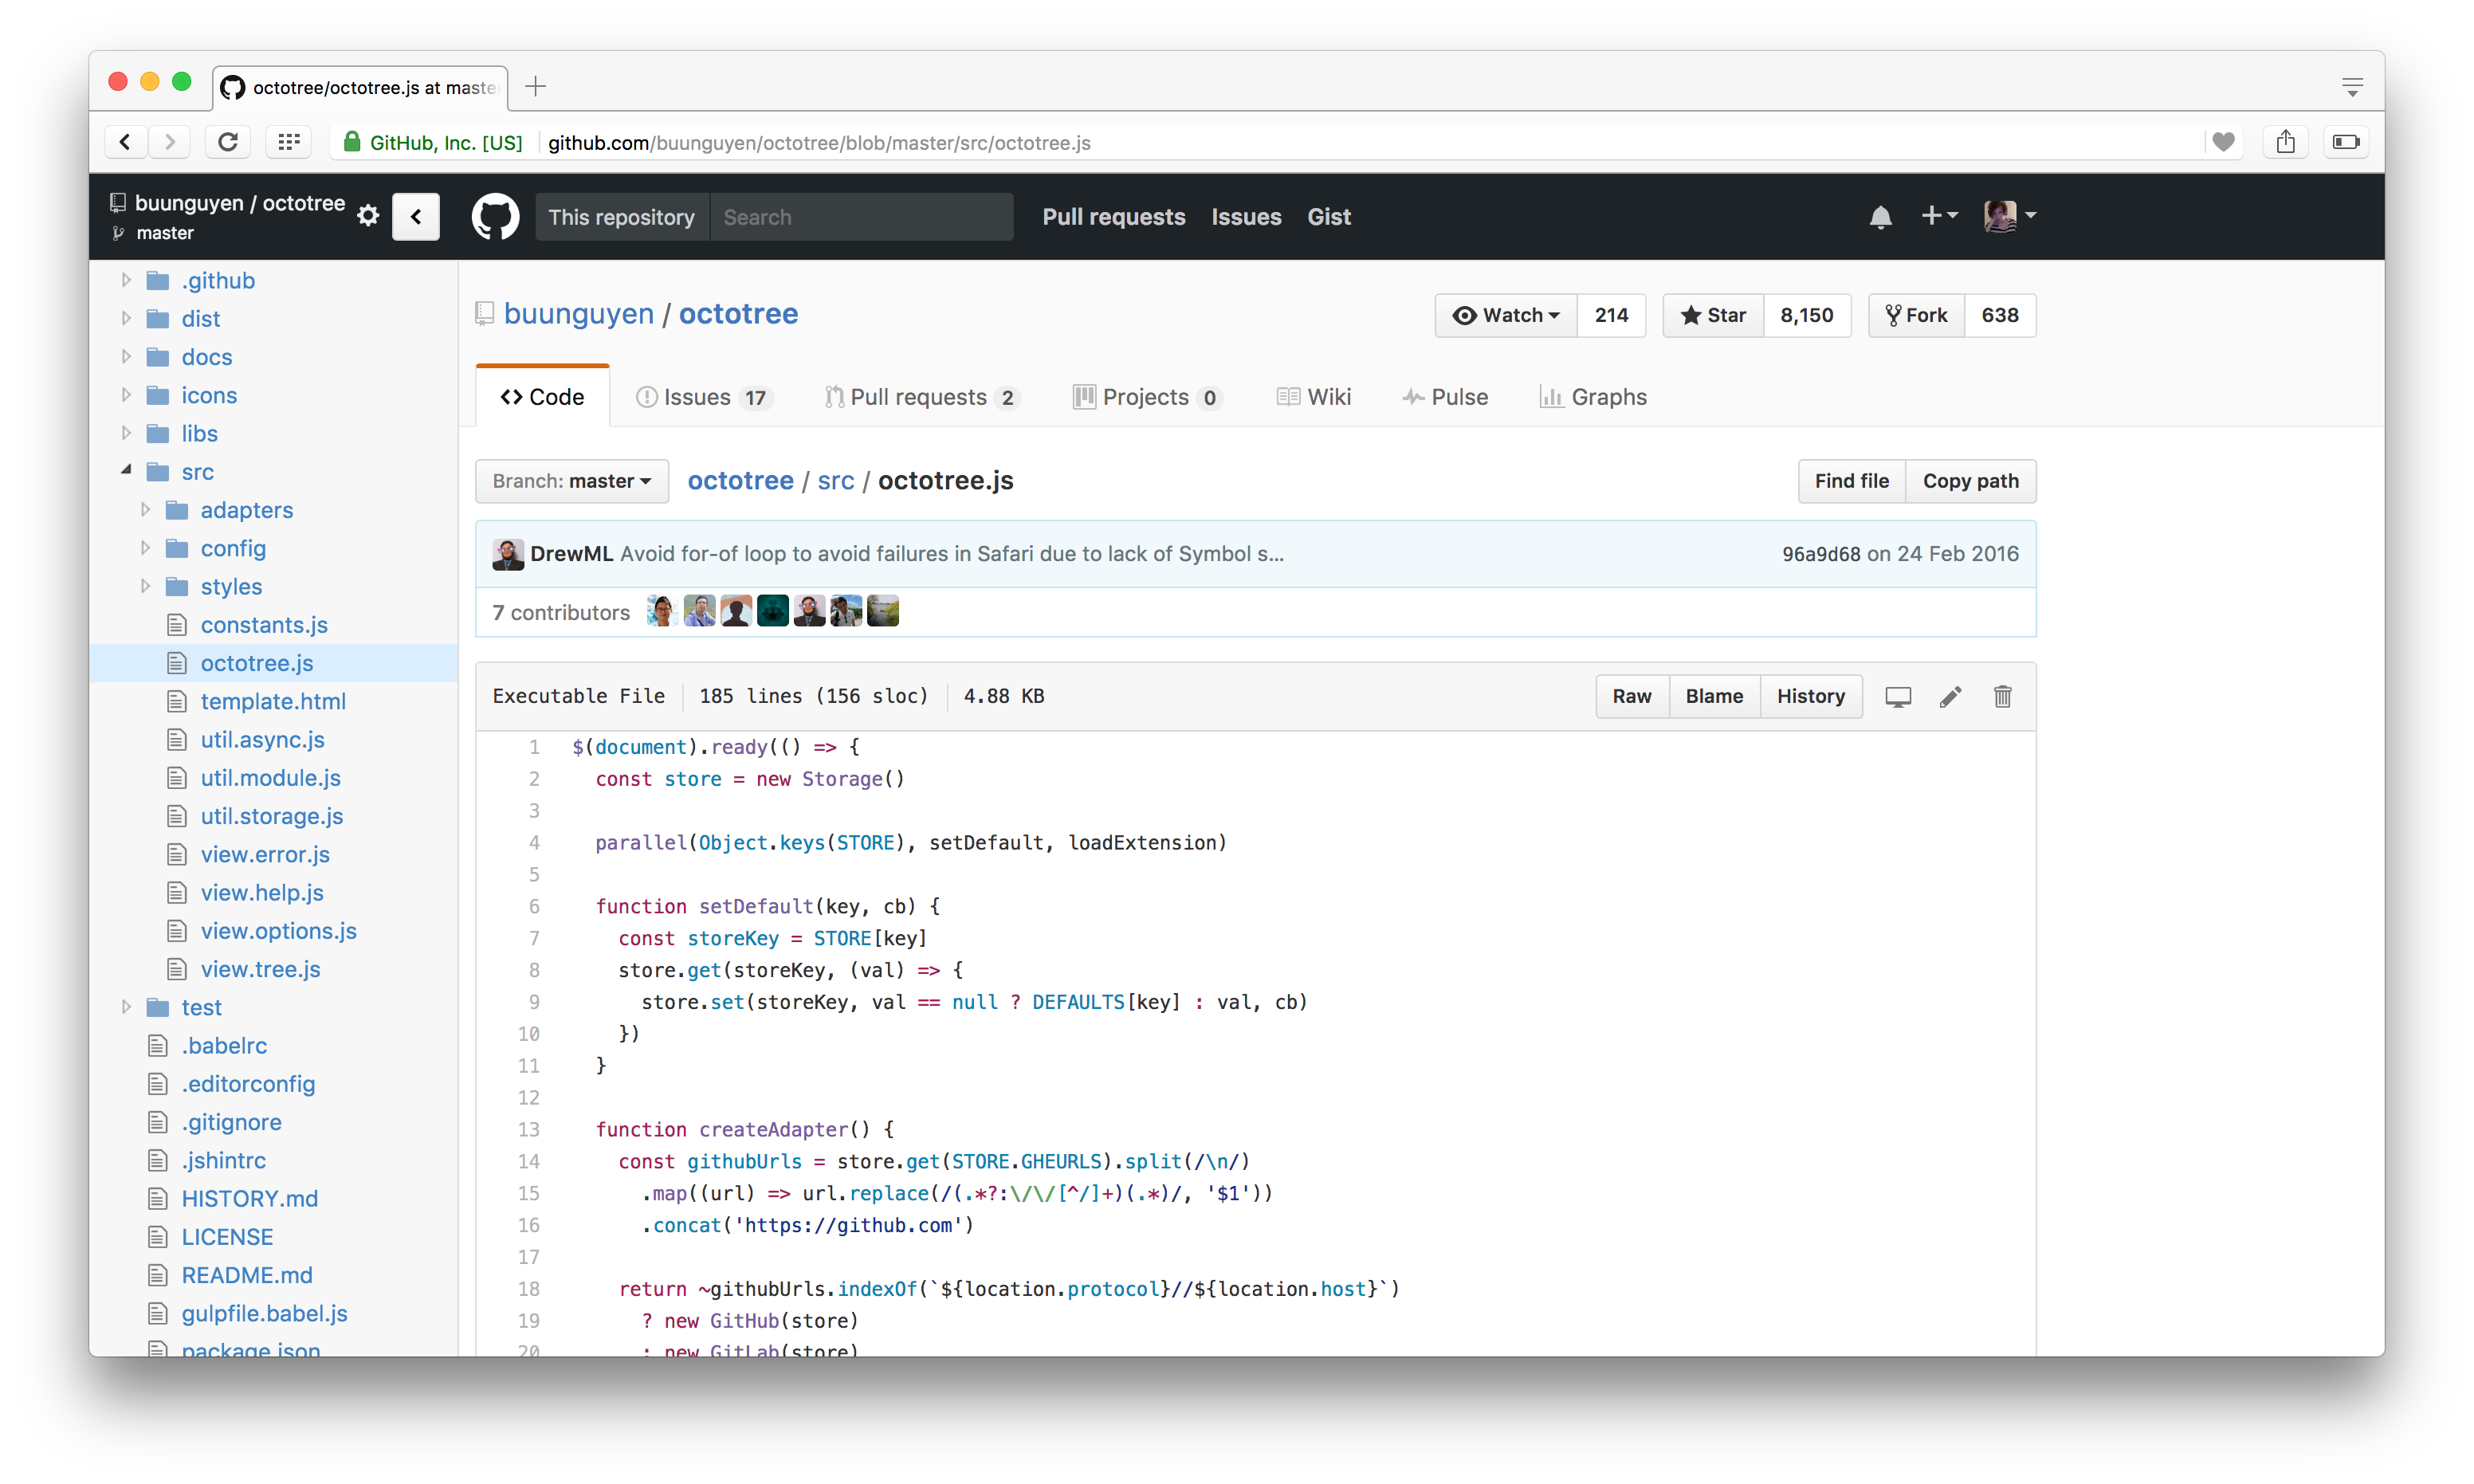 octotree/octotree.js at maste
GitHub, Inc. [US]
github.com/buunguyen/octotree/blob/master/src/octotree.js
buunguyen / octotree
master
This repository
Search
Pull requests
Issues
Gist
.github
dist
docs
icons
libs
src
adapters
config
styles
constants.js
octotree.js
template.html
util.async.js
util.module.js
util.storage.js
view.error.js
view.help.js
view.options.js
view.tree.js
test
.babelrc
.editorconfig
.gitignore
.jshintrc
HISTORY.md
LICENSE
README.md
gulpfile.babel.js
package.json
buunguyen / octotree
Watch 214
Star 8,150
Fork 638
Code
Issues 17
Pull requests 2
Projects 0
Wiki
Pulse
Graphs
Branch: master
octotree / src / octotree.js
Find file
Copy path
DrewML Avoid for-of loop to avoid failures in Safari due to lack of Symbol s...
96a9d68 on 24 Feb 2016
7 contributors
Executable File
185 lines (156 sloc)
4.88 KB
Raw
Blame
History
1 $(document).ready(() => {
2 const store = new Storage()
3
4 parallel(Object.keys(STORE), setDefault, loadExtension)
5
6 function setDefault(key, cb) {
7 const storeKey = STORE[key]
8 store.get(storeKey, (val) => {
9 store.set(storeKey, val == null ? DEFAULTS[key] : val, cb)
10 })
11 }
12
13 function createAdapter() {
14 const githubUrls = store.get(STORE.GHEURLS).split(/\n/)
15 .map((url) => url.replace(/(.*?:\/\/[^/]+)(.*)/, '$1'))
16 .concat('https://github.com')
17
18 return ~githubUrls.indexOf(`${location.protocol}//${location.host}`)
19 ? new GitHub(store)
20 : new GitLab(store)